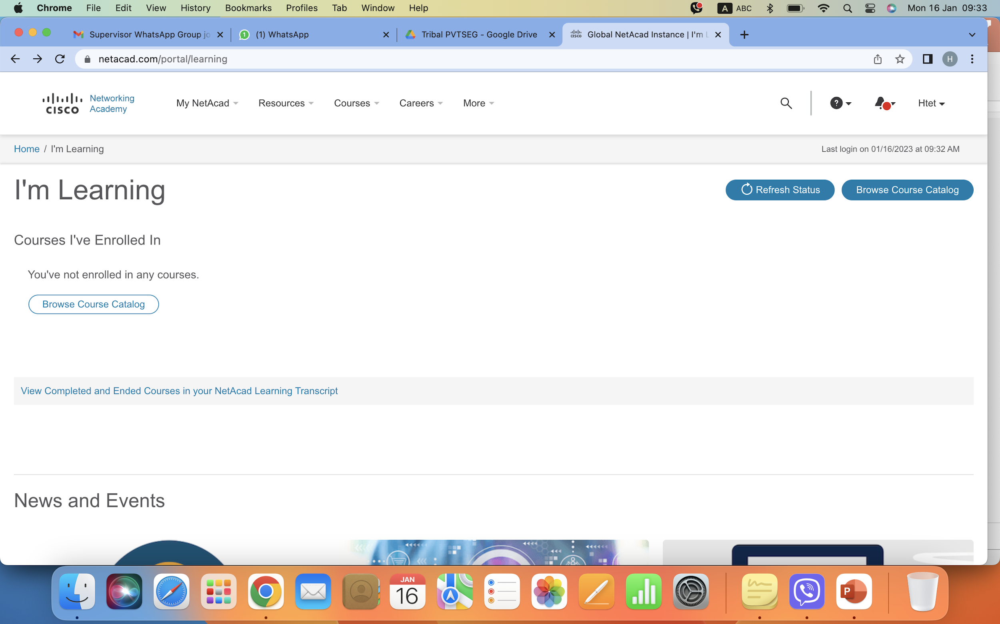 Chrome File Edit View History Bookmarks Profiles Tab Window Help A ABC Mon 16 Jan 09:33
Supervisor WhatsApp Group jo 1 (1) WhatsApp Tribal PVTSEG - Google Drive cisco Global NetAcad Instance | I'm L
netacad.com/portal/learning H
cisco Networking Academy My NetAcad Resources Courses Careers More ? Htet
Home / I'm Learning Last login on 01/16/2023 at 09:32 AM
I'm Learning Refresh Status Browse Course Catalog
Courses I've Enrolled In
You've not enrolled in any courses.
Browse Course Catalog
View Completed and Ended Courses in your NetAcad Learning Transcript
News and Events
JAN
16
P